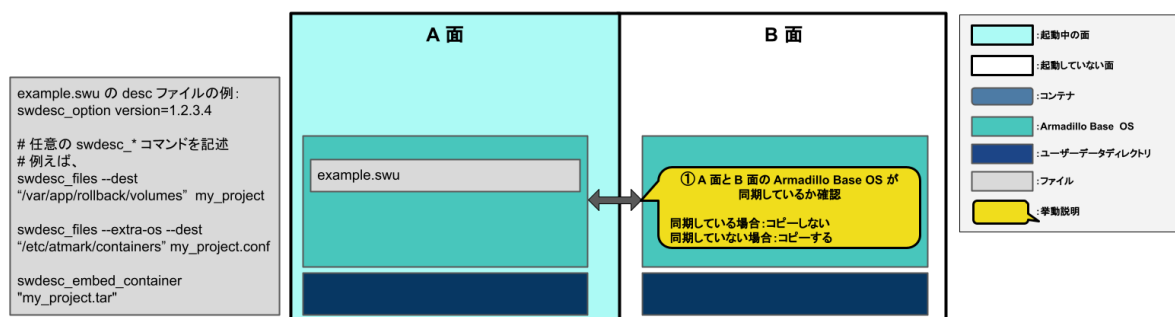 A 面
B 面
example.swu の desc ファイルの例:
swdesc_option version=1.2.3.4
# 任意の swdesc_* コマンドを記述
# 例えば、
swdesc_files --dest
“/var/app/rollback/volumes” my_project
swdesc_files --extra-os --dest
“/etc/atmark/containers” my_project.conf
swdesc_embed_container
"my_project.tar"
example.swu
①A 面と B 面の Armadillo Base OS が
同期しているか確認
同期している場合:コピーしない
同期していない場合:コピーする
:起動中の面
:起動していない面
:コンテナ
:Armadillo Base OS
:ユーザーデータディレクトリ
:ファイル
:挙動説明